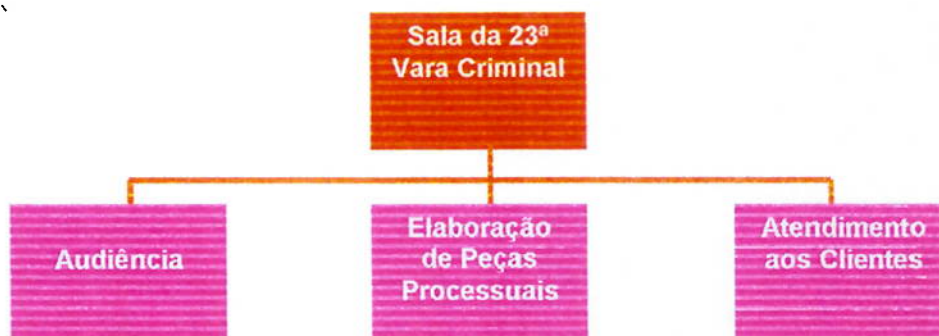 Sala da 23ª
Vara Criminal
Audiência
Elaboração
de Peças
Processuais
Atendimento
aos Clientes